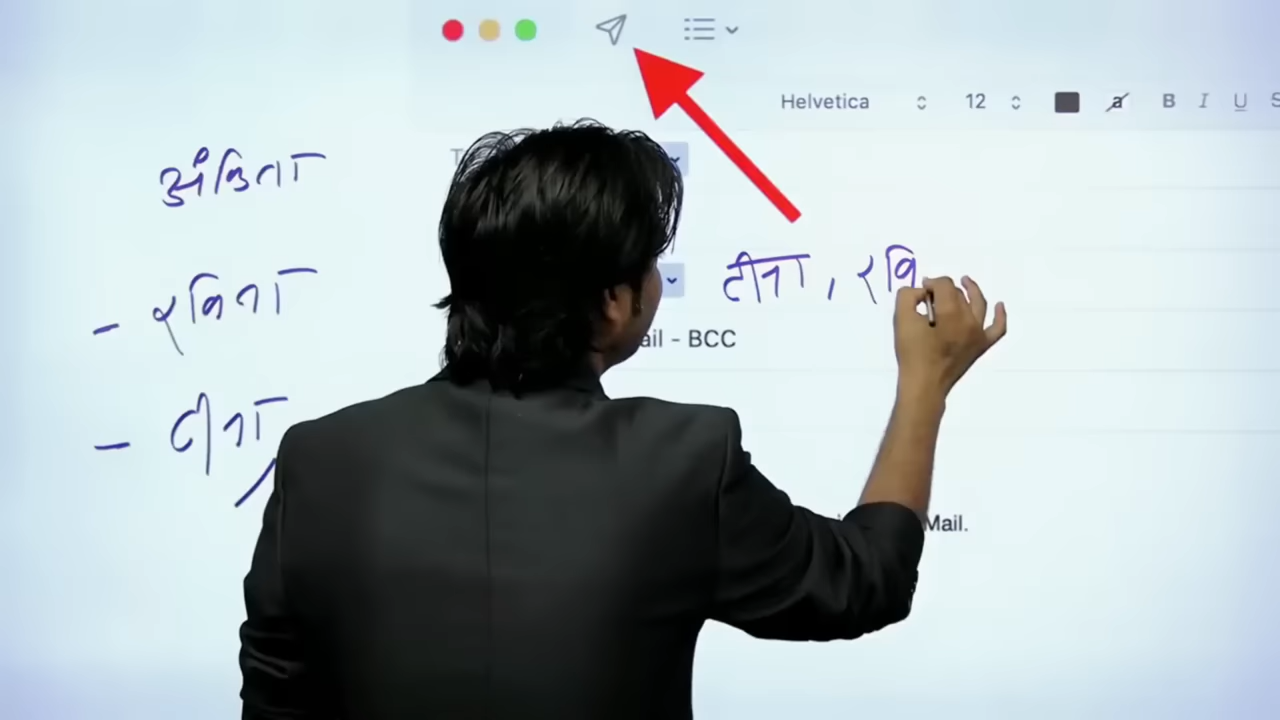 Helvetica 12 a B I U S
अंकिता
टीना, रवि
- रविता
ail - BCC
- टीना
Mail.